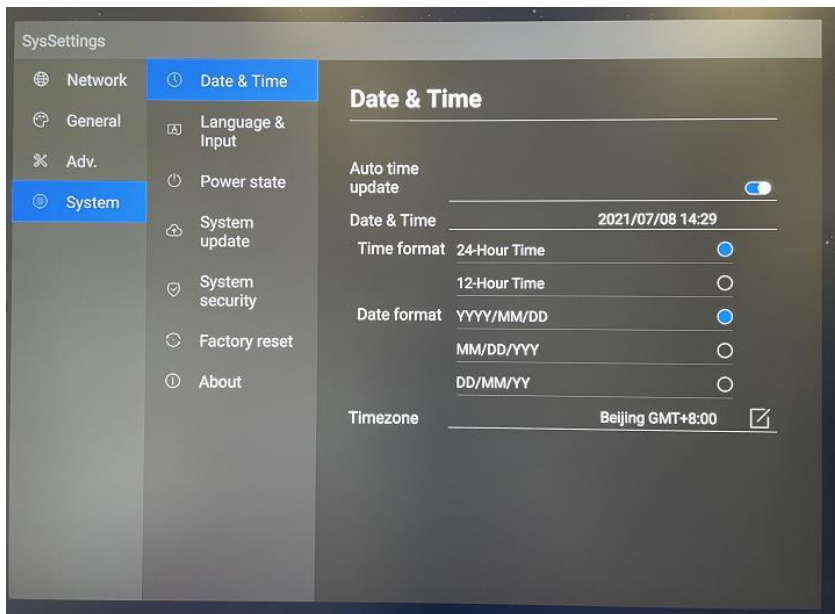 SysSettings
Network
General
Adv.
System
Date & Time
Language &
Input
Power state
System
update
System
security
Factory reset
About
Date & Time
Auto time
update
Date & Time 2021/07/08 14:29
Time format 24-Hour Time
12-Hour Time
Date format YYYY/MM/DD
MM/DD/YYY
DD/MM/YY
Timezone Beijing GMT+8:00